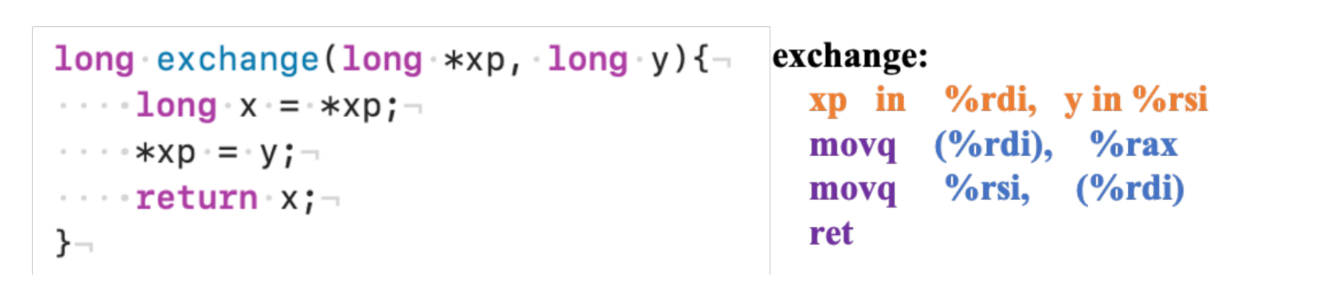 long exchange(long *xp, long y){¬
    long x = *xp;¬
    *xp = y;¬
    return x;¬
}¬
exchange:
xp in %rdi, y in %rsi
movq (%rdi), %rax
movq %rsi, (%rdi)
ret